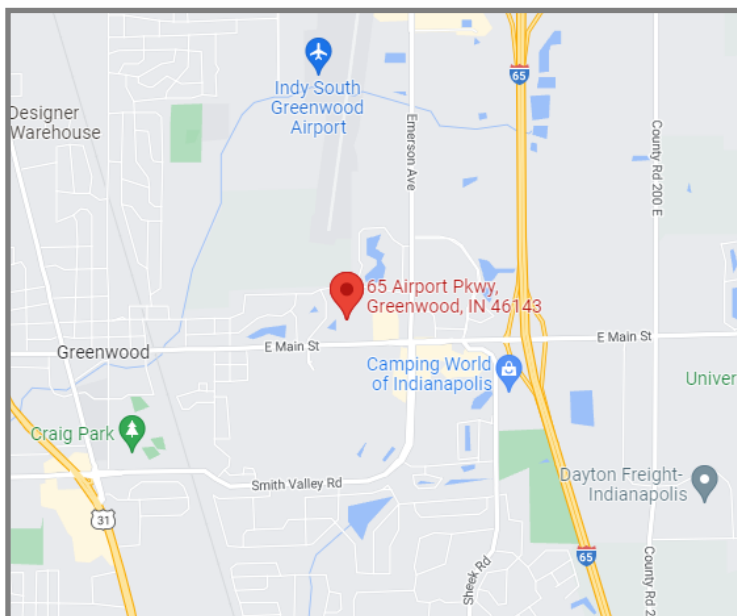 65
Indy South
Greenwood
Airport
Designer
Warehouse
Emerson Ave
County Rd 200 E
65 Airport Pkwy,
Greenwood, IN 46143
E Main St
E Main St
Greenwood
Camping World
of Indianapolis
Univer
Craig Park
Dayton Freight-
Indianapolis
Smith Valley Rd
31
65
Sheek Rd
County Rd 2